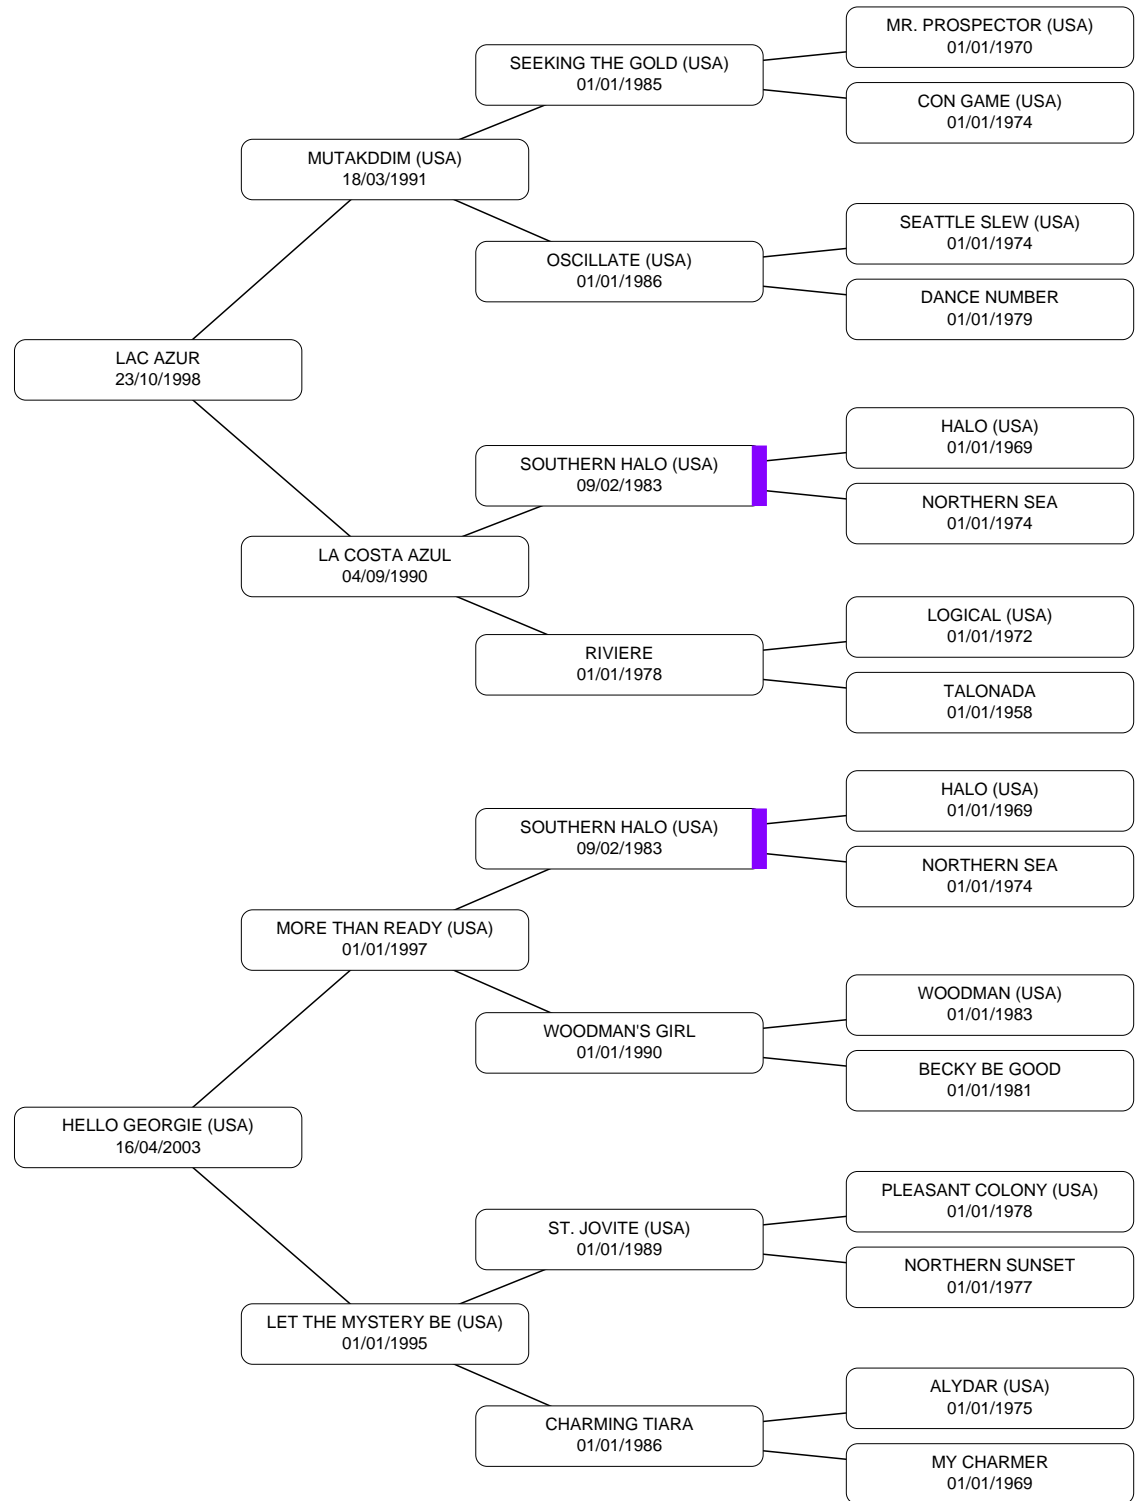 MR. PROSPECTOR (USA)
01/01/1970
SEEKING THE GOLD (USA)
01/01/1985
CON GAME (USA)
01/01/1974
MUTAKDDIM (USA)
18/03/1991
SEATTLE SLEW (USA)
01/01/1974
OSCILLATE (USA)
01/01/1986
DANCE NUMBER
01/01/1979
LAC AZUR
23/10/1998
HALO (USA)
01/01/1969
SOUTHERN HALO (USA)
09/02/1983
NORTHERN SEA
01/01/1974
LA COSTA AZUL
04/09/1990
LOGICAL (USA)
01/01/1972
RIVIERE
01/01/1978
TALONADA
01/01/1958
HALO (USA)
01/01/1969
SOUTHERN HALO (USA)
09/02/1983
NORTHERN SEA
01/01/1974
MORE THAN READY (USA)
01/01/1997
WOODMAN (USA)
01/01/1983
WOODMAN'S GIRL
01/01/1990
BECKY BE GOOD
01/01/1981
HELLO GEORGIE (USA)
16/04/2003
PLEASANT COLONY (USA)
01/01/1978
ST. JOVITE (USA)
01/01/1989
NORTHERN SUNSET
01/01/1977
LET THE MYSTERY BE (USA)
01/01/1995
ALYDAR (USA)
01/01/1975
CHARMING TIARA
01/01/1986
MY CHARMER
01/01/1969